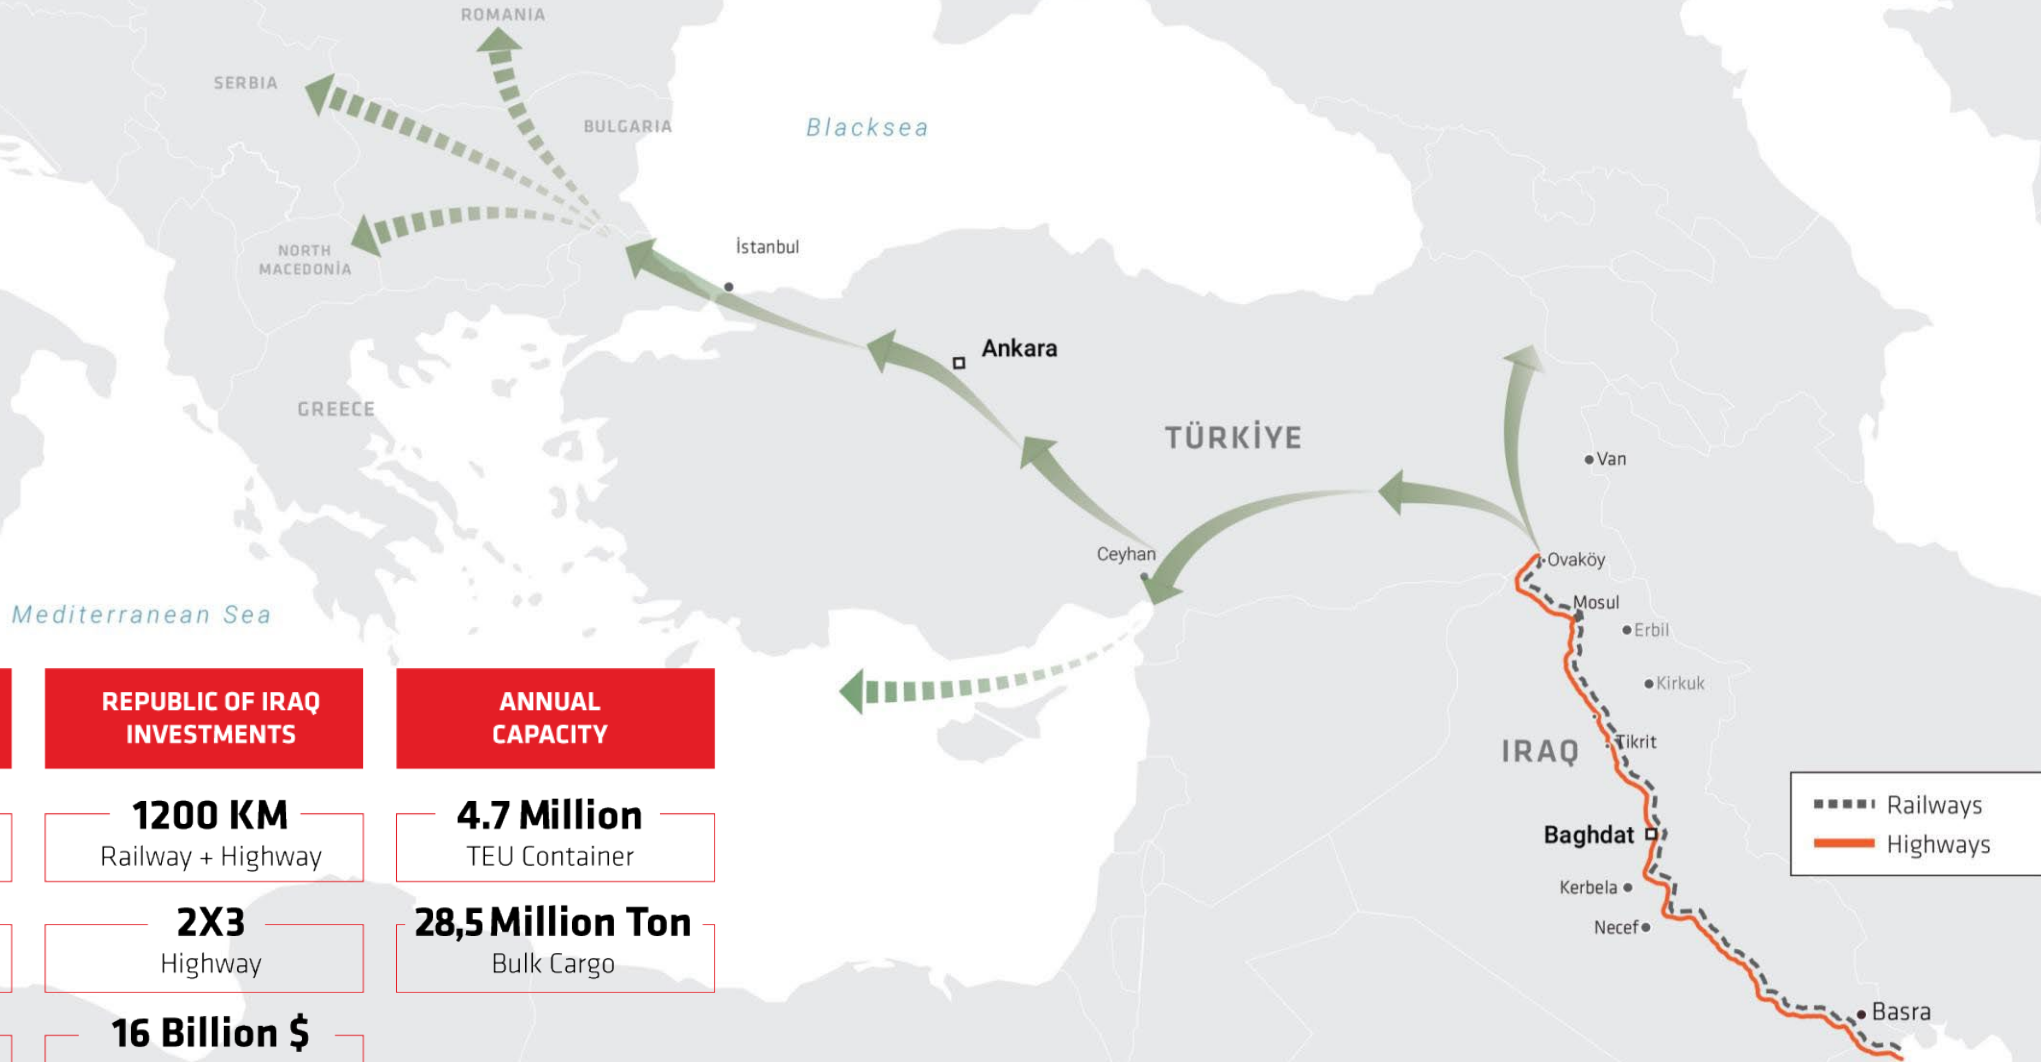 ROMANIA
SERBIA
BULGARIA
Blacksea
NORTH
MACEDONİA
İstanbul
Ankara
GREECE
TÜRKİYE
Van
Ceyhan
Ovaköy
Mosul
Mediterranean Sea
Erbil
Kirkuk
REPUBLIC OF IRAQ
INVESTMENTS
ANNUAL
CAPACITY
Tikrit
IRAQ
Railways
Highways
1200 KM
Railway + Highway
4.7 Million
TEU Container
Baghdat
Kerbela
Necef
2X3
Highway
28,5 Million Ton
Bulk Cargo
Basra
16 Billion $